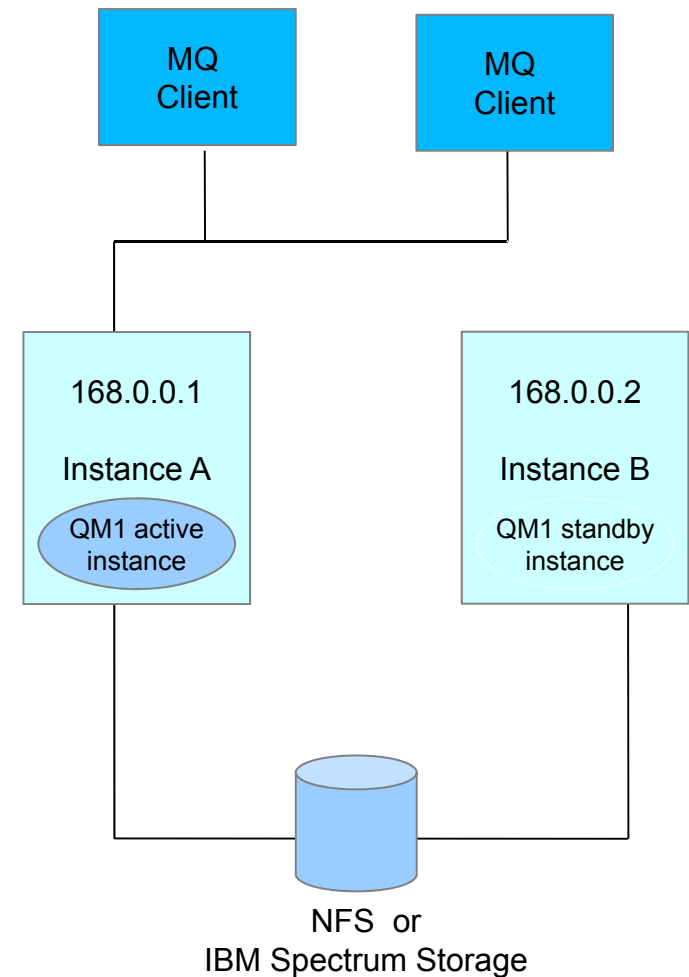 MQ
Client
MQ
Client
168.0.0.1
Instance A
QM1 active
instance
168.0.0.2
Instance B
QM1 standby
instance
NFS or
IBM Spectrum Storage